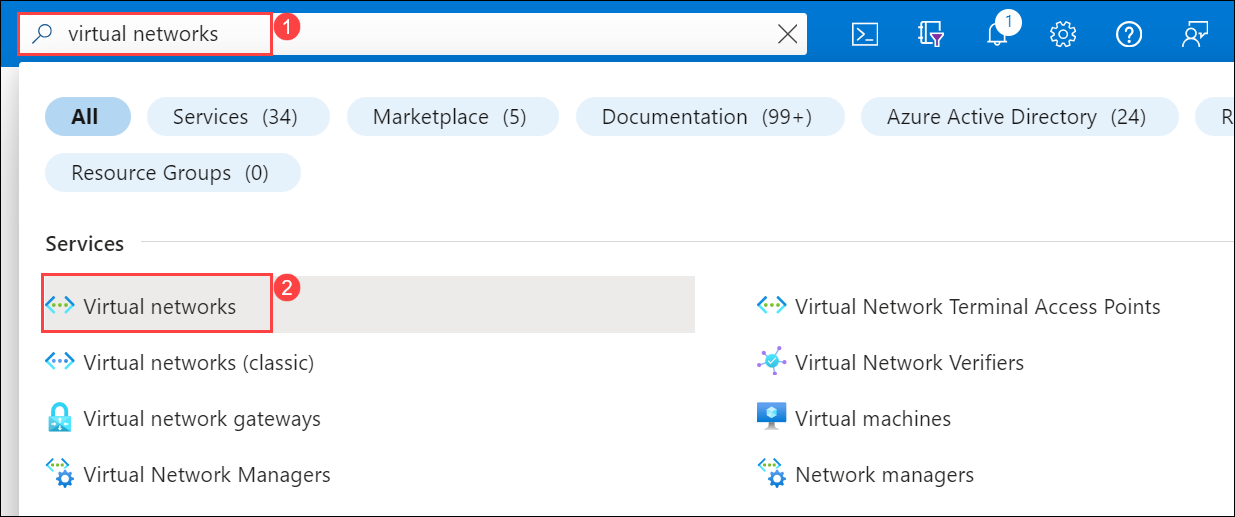 virtual networks 1
1
All Services (34) Marketplace (5) Documentation (99+) Azure Active Directory (24) R
Resource Groups (0)
Services
Virtual networks 2 Virtual Network Terminal Access Points
Virtual networks (classic) Virtual Network Verifiers
Virtual network gateways Virtual machines
Virtual Network Managers Network managers